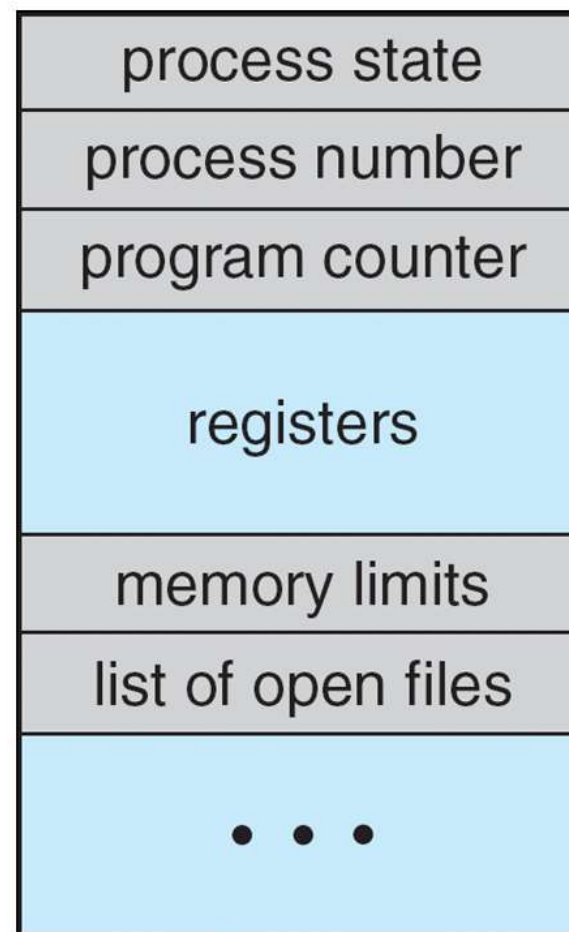 process state
process number
program counter
registers
memory limits
list of open files
• • •